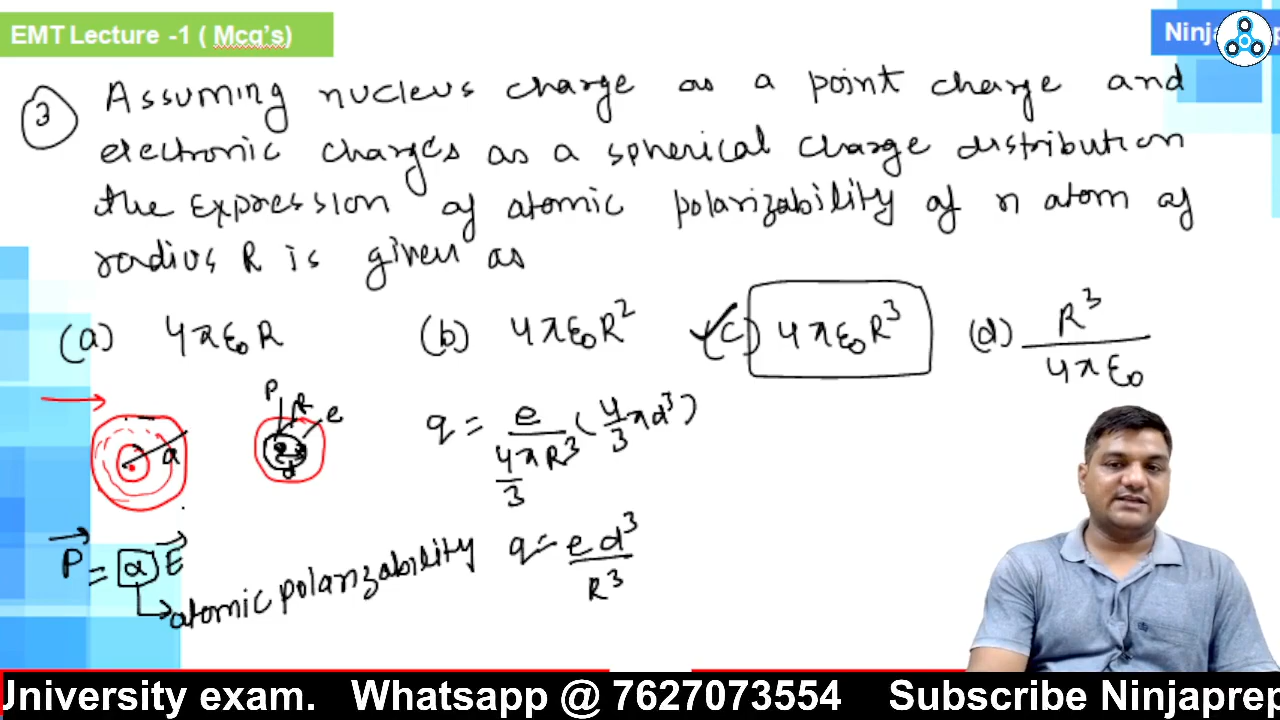 EMT Lecture -1 ( Mcq's)
Ninja
ep
3 Assuming nucleus charge as a point charge and
electronic charges as a spherical charge distribution
the expression of atomic polarizability of n atom of
radius R is given as
(a) 4πε₀R (b) 4πε₀R² (c) 4πε₀R³ (d) R³/4πε₀
a
P R e
d
q = e/(4/3 πR³) (4/3 πd³)
P = α E
atomic polarizability
q = ed³/R³
University exam. Whatsapp @ 7627073554 Subscribe Ninjaprep